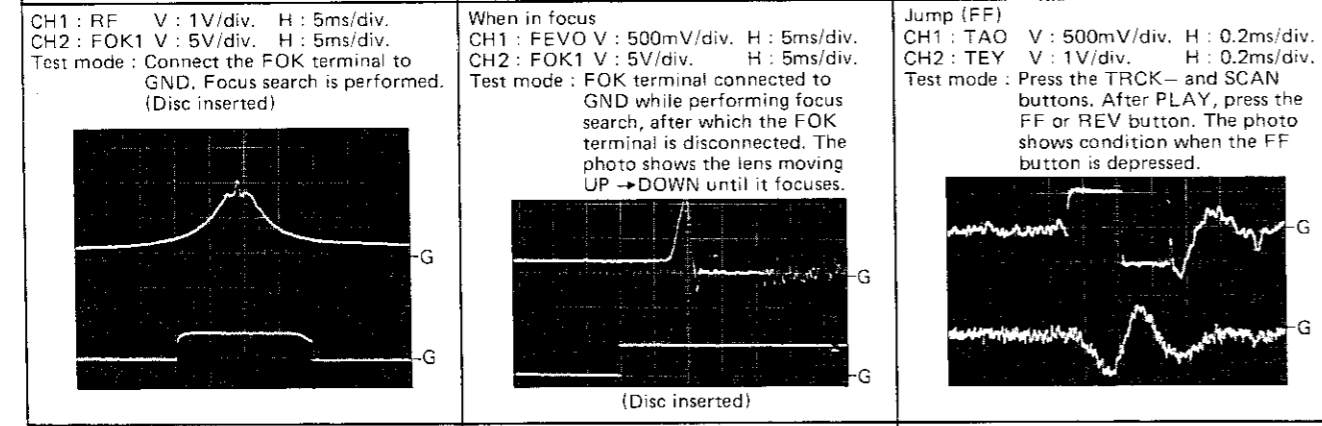 CH1 : RF V : 1V/div. H : 5ms/div.
CH2 : FOK1 V : 5V/div. H : 5ms/div.
Test mode : Connect the FOK terminal to
GND. Focus search is performed.
(Disc inserted)
G
G
When in focus
CH1 : FEVO V : 500mV/div. H : 5ms/div.
CH2 : FOK1 V : 5V/div. H : 5ms/div.
Test mode : FOK terminal connected to
GND while performing focus
search, after which the FOK
terminal is disconnected. The
photo shows the lens moving
UP → DOWN until it focuses.
G
G
(Disc inserted)
Jump (FF)
CH1 : TAO V : 500mV/div. H : 0.2ms/div.
CH2 : TEY V : 1V/div. H : 0.2ms/div.
Test mode : Press the TRCK− and SCAN
buttons. After PLAY, press the
FF or REV button. The photo
shows condition when the FF
button is depressed.
G
G